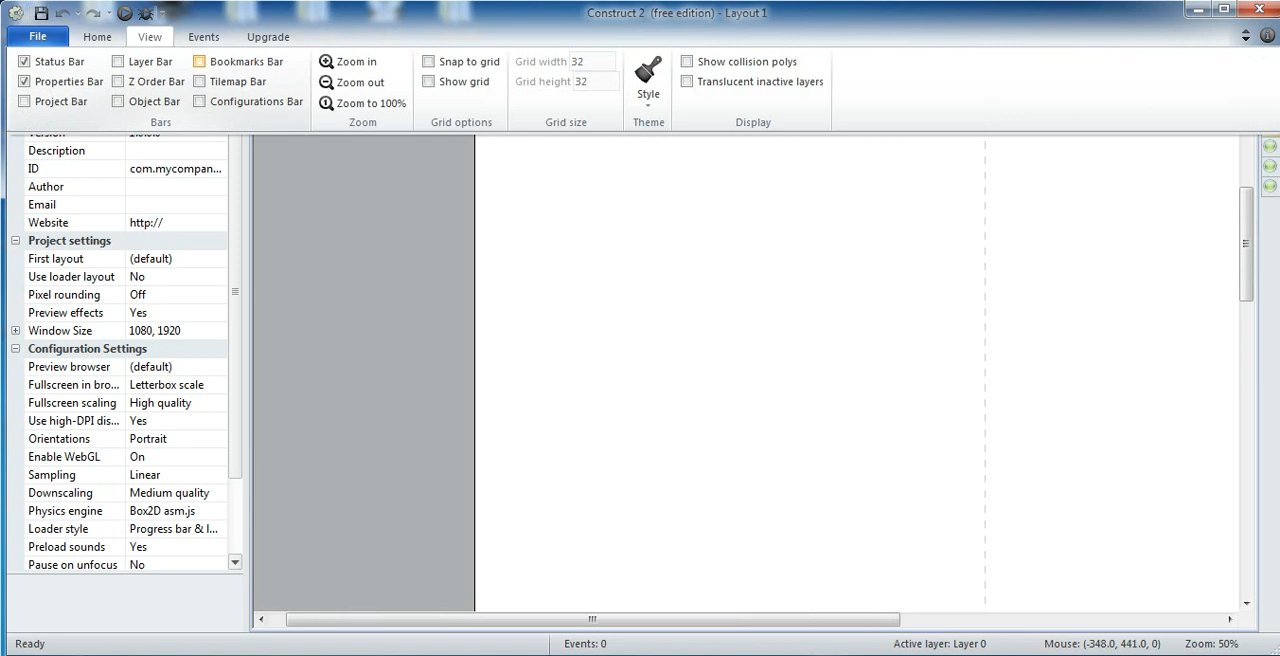 Construct 2 (free edition) - Layout 1
File Home View Events Upgrade
Status Bar Layer Bar Bookmarks Bar Zoom in Snap to grid Grid width 32 Show collision polys
Properties Bar Z Order Bar Tilemap Bar Zoom out Show grid Grid height 32 Style Translucent inactive layers
Project Bar Object Bar Configurations Bar Zoom to 100%
Bars Zoom Grid options Grid size Theme Display
Description
ID com.mycompan...
Author
Email
Website http://
Project settings
First layout (default)
Use loader layout No
Pixel rounding Off
Preview effects Yes
Window Size 1080, 1920
Configuration Settings
Preview browser (default)
Fullscreen in bro... Letterbox scale
Fullscreen scaling High quality
Use high-DPI dis... Yes
Orientations Portrait
Enable WebGL On
Sampling Linear
Downscaling Medium quality
Physics engine Box2D asm.js
Loader style Progress bar & l...
Preload sounds Yes
Pause on unfocus No
Ready Events: 0 Active layer: Layer 0 Mouse: (-348.0, 441.0, 0) Zoom: 50%